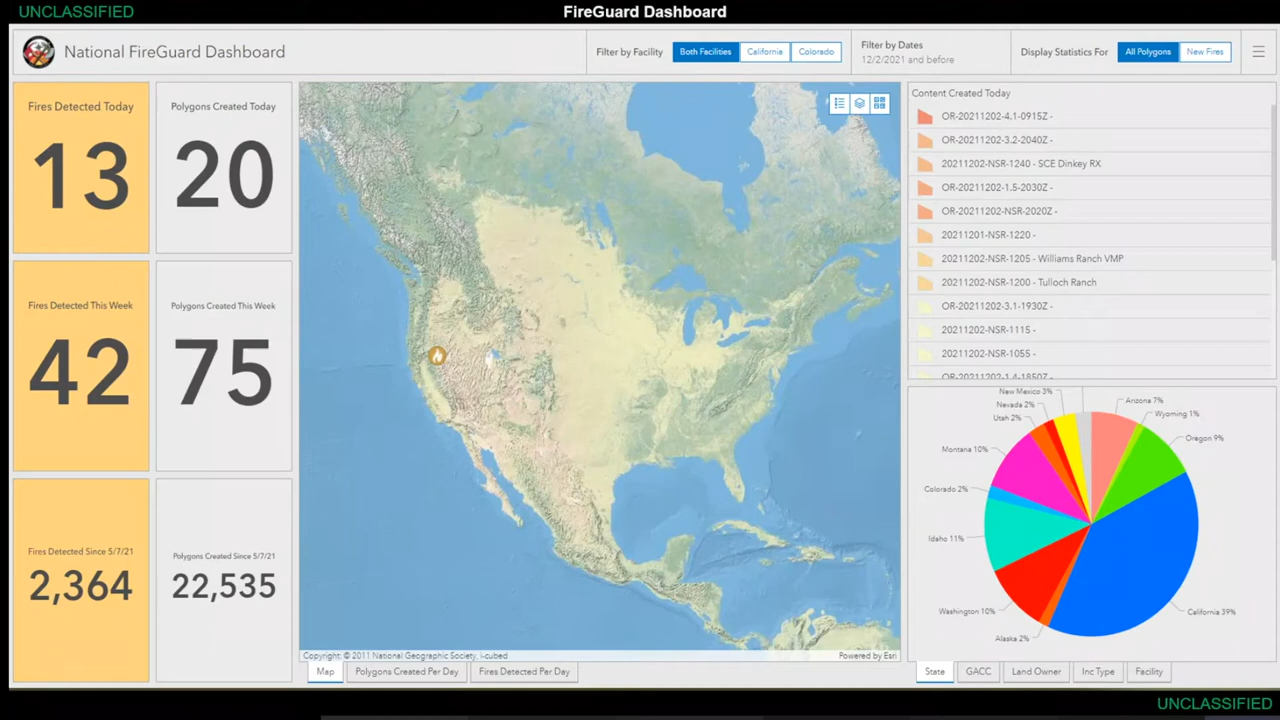 UNCLASSIFIED
FireGuard Dashboard
National FireGuard Dashboard
Filter by Facility
Both Facilities
California
Colorado
Filter by Dates
12/2/2021 and before
Display Statistics For
All Polygons
New Fires
Fires Detected Today
13
Polygons Created Today
20
Fires Detected This Week
42
Polygons Created This Week
75
Fires Detected Since 5/7/21
2,364
Polygons Created Since 5/7/21
22,535
Copyright: © 2011 National Geographic Society, i-cubed
Powered by Esri
Map
Polygons Created Per Day
Fires Detected Per Day
Content Created Today
OR-20211202-4.1-0915Z -
OR-20211202-3.2-2040Z -
20211202-NSR-1240 - SCE Dinkey RX
OR-20211202-1.5-2030Z -
OR-20211202-NSR-2020Z -
20211201-NSR-1220 -
20211202-NSR-1205 - Williams Ranch VMP
20211202-NSR-1200 - Tulloch Ranch
OR-20211202-3.1-1930Z -
20211202-NSR-1115 -
20211202-NSR-1055 -
OR-20211202-1.4-1850Z -
New Mexico 3%
Nevada 2%
Utah 2%
Montana 10%
Colorado 2%
Idaho 11%
Washington 10%
Alaska 2%
Arizona 7%
Wyoming 1%
Oregon 9%
California 39%
State
GACC
Land Owner
Inc Type
Facility
UNCLASSIFIED